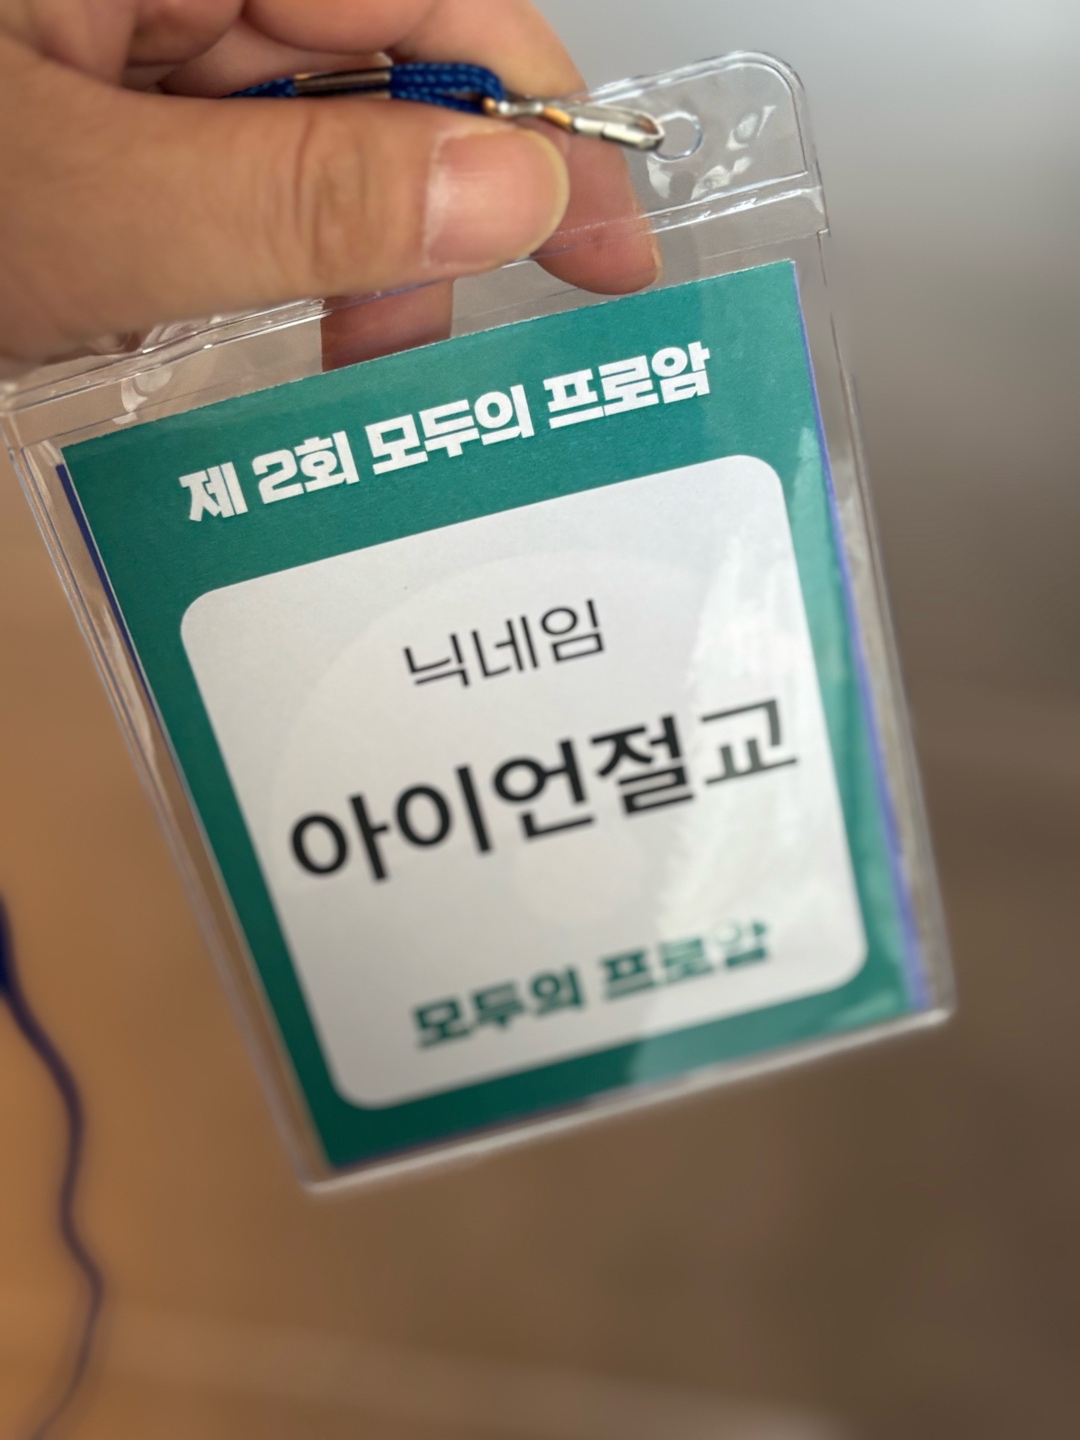 제 2회 모두의 프로암
닉네임
아이언절교
모두의 프로암